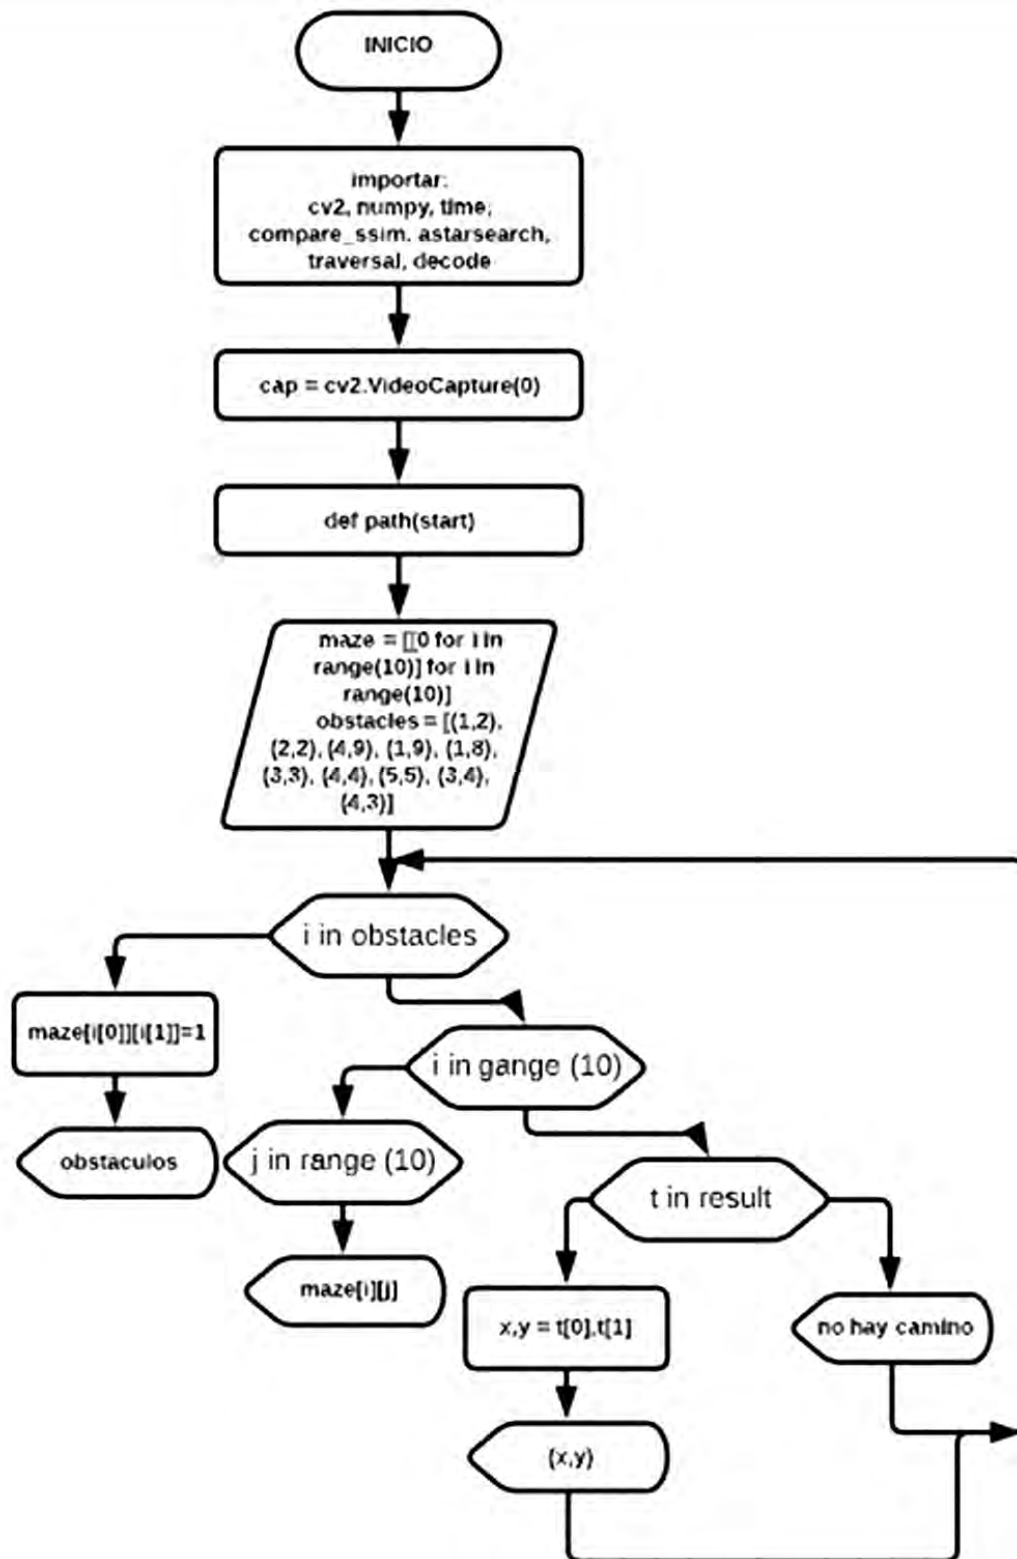 INICIO
importar:
cv2, numpy, time,
compare_ssim, astarsearch,
traversal, decode
cap = cv2.VideoCapture(0)
def path(start)
maze = [[0 for i in
range(10)] for i in
range(10)]
obstacles = [(1,2),
(2,2), (4,9), (1,9), (1,8),
(3,3), (4,4), (5,5), (3,4),
(4,3)]
i in obstacles
maze[i[0]][i[1]]=1
i in gange (10)
obstaculos
j in range (10)
t in result
maze[i][j]
x,y = t[0],t[1]
no hay camino
(x,y)